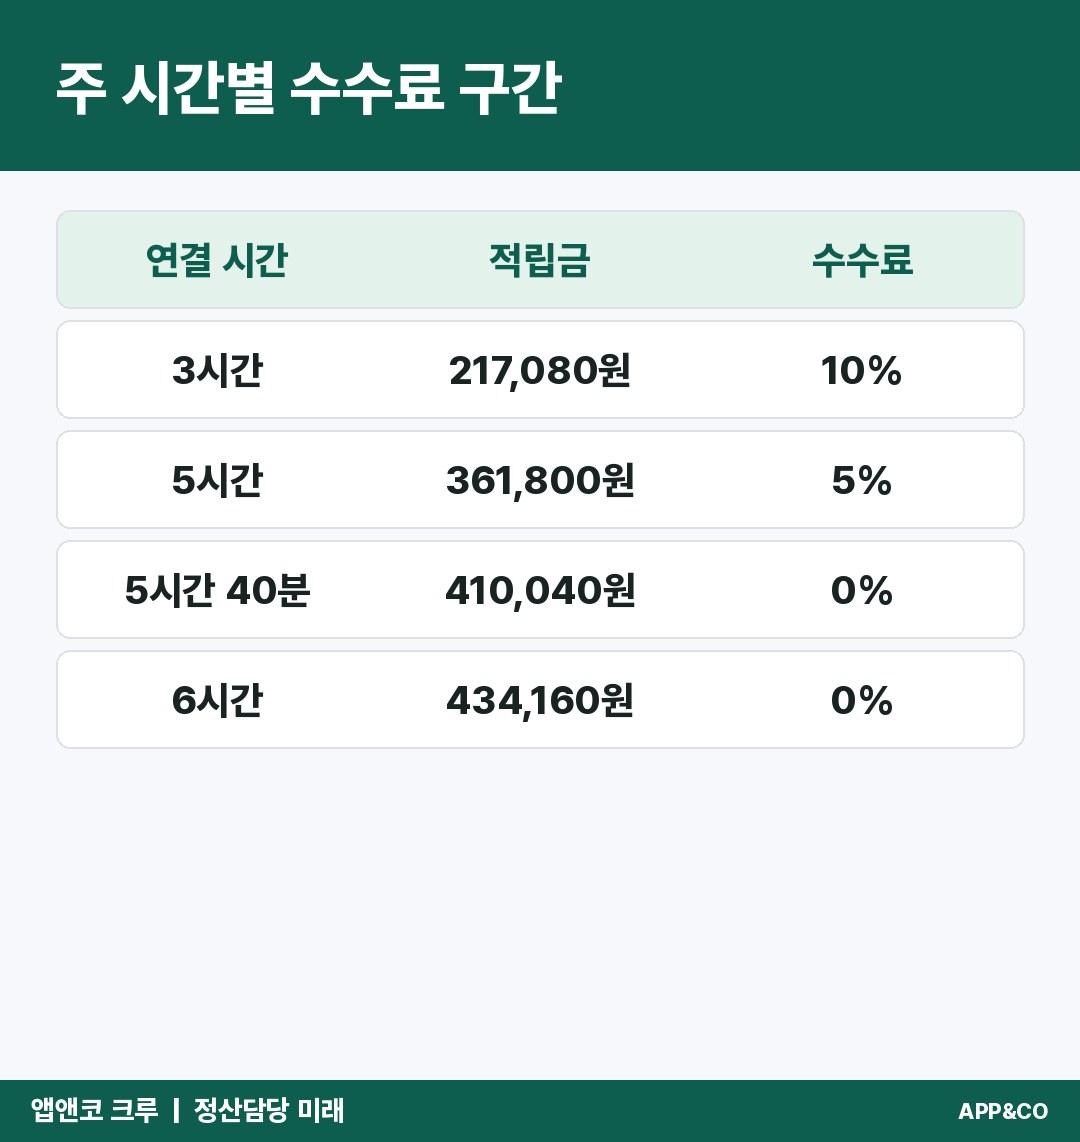 주 시간별 수수료 구간
연결 시간 적립금 수수료
3시간 217,080원 10%
5시간 361,800원 5%
5시간 40분 410,040원 0%
6시간 434,160원 0%
앱앤코 크루 | 정산담당 미래 APP&CO